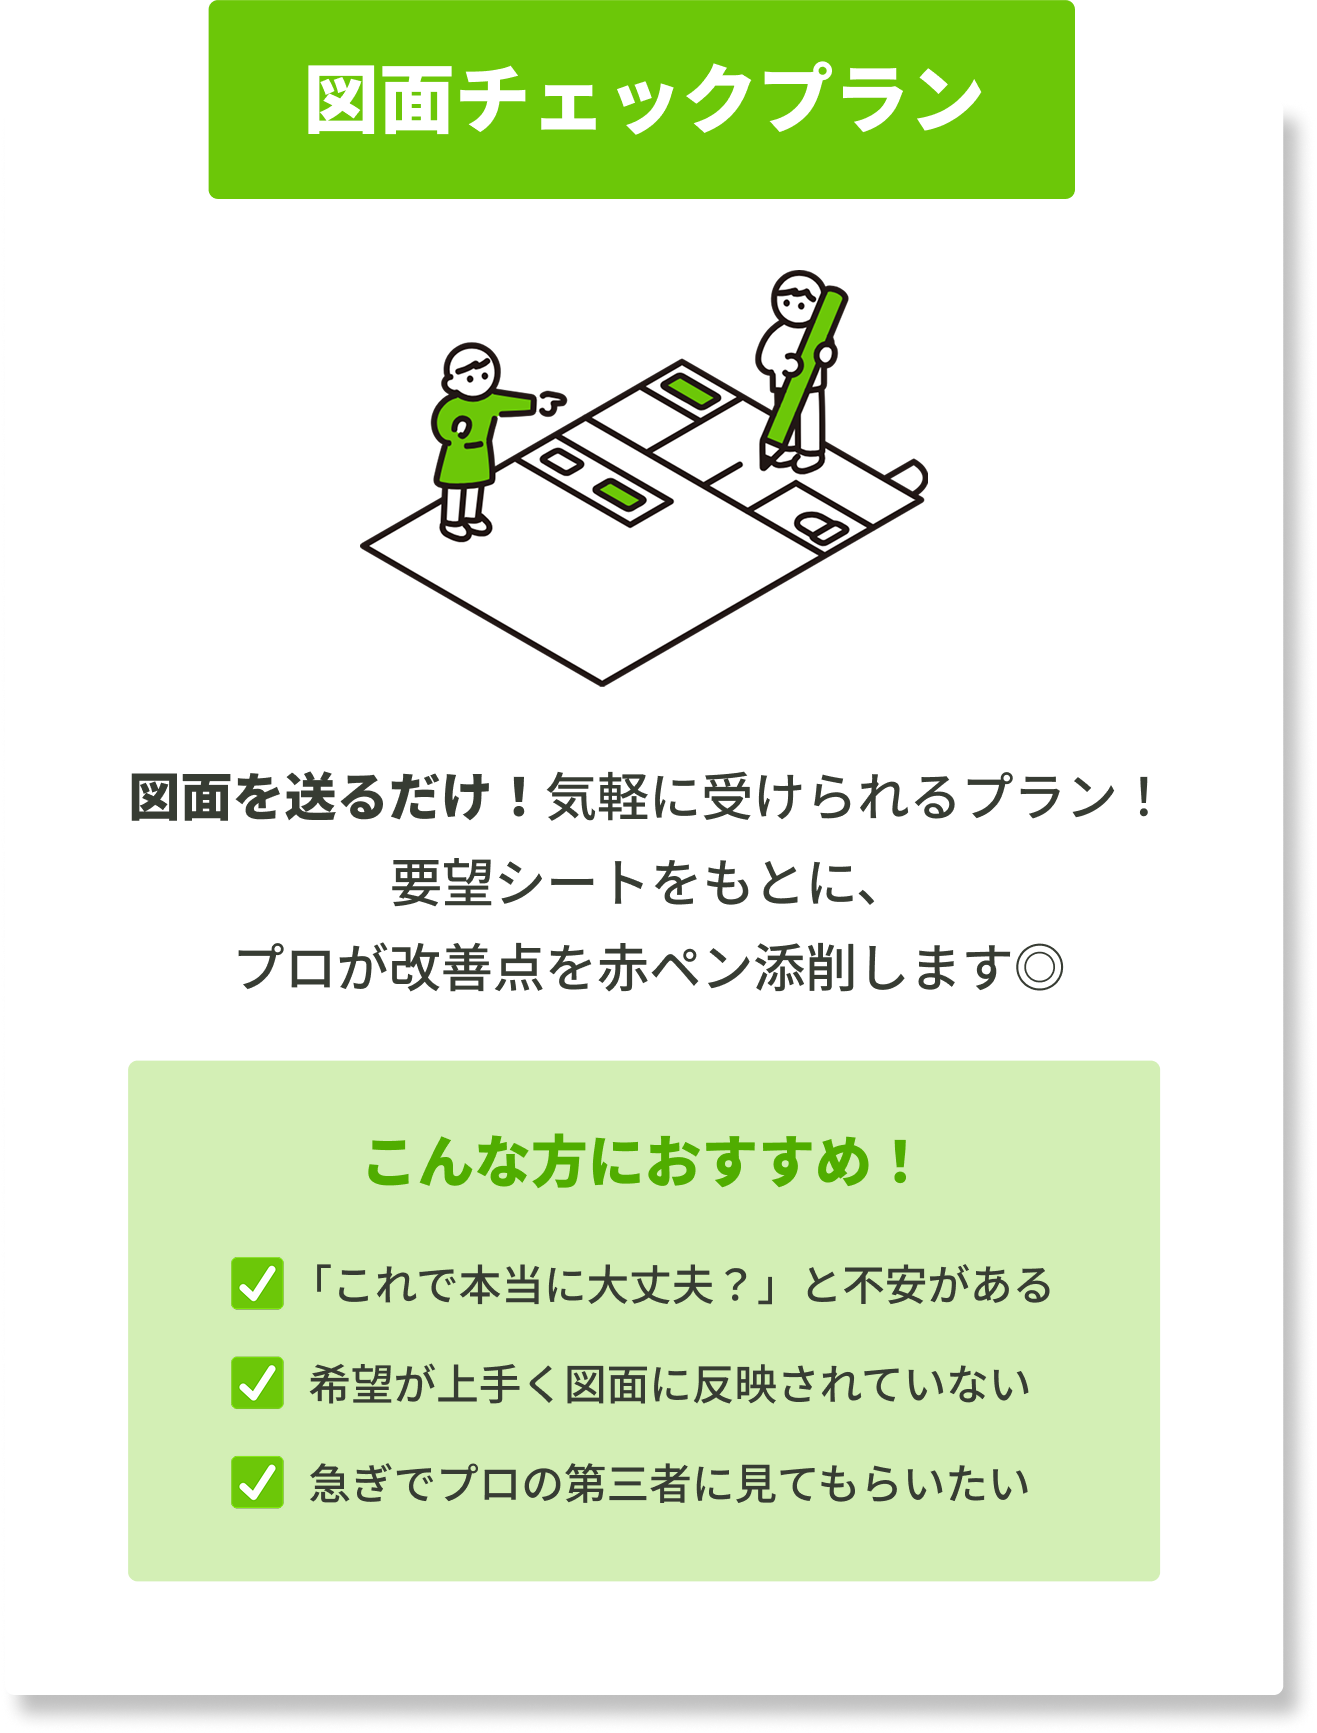 図面チェックプラン
図面を送るだけ！気軽に受けられるプラン！
要望シートをもとに、
プロが改善点を赤ペン添削します◎
こんな方におすすめ！
「これで本当に大丈夫？」と不安がある
希望が上手く図面に反映されていない
急ぎでプロの第三者に見てもらいたい